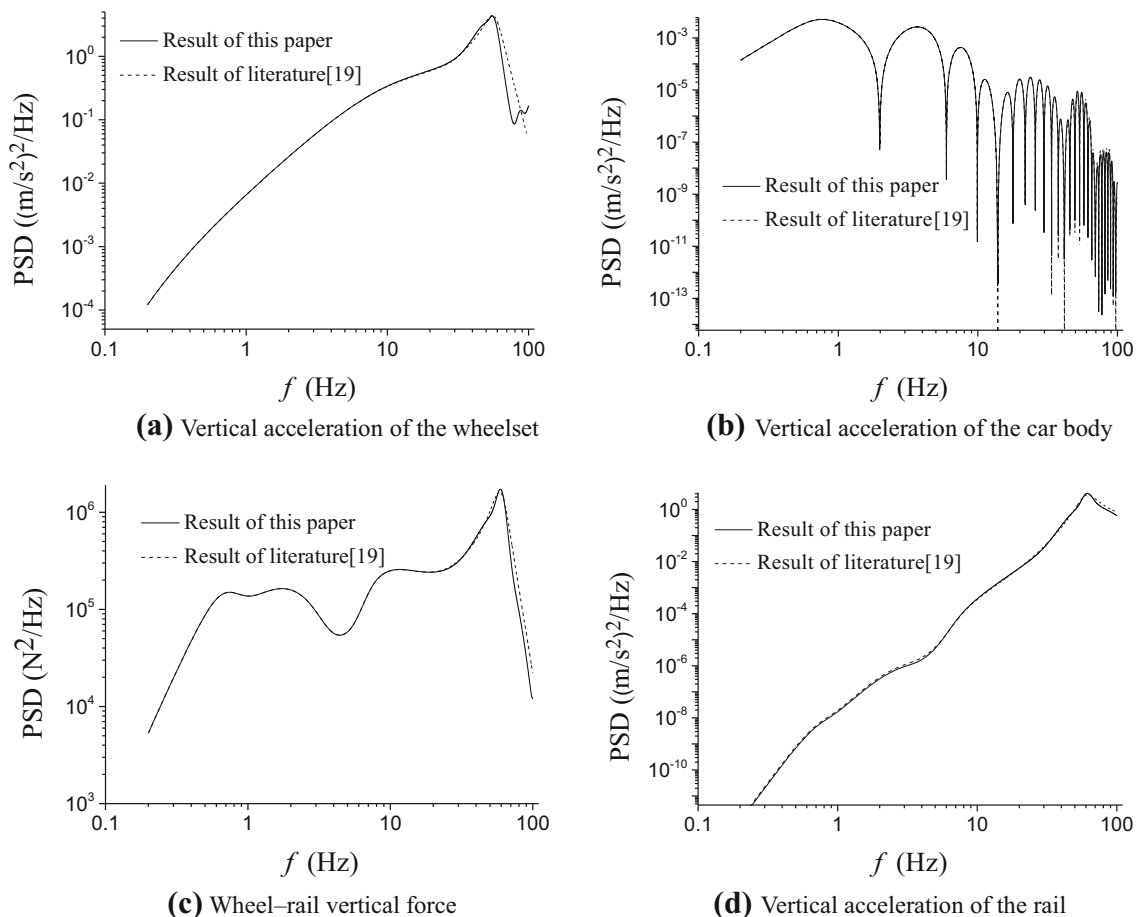 PSD ((m/s²)²/Hz)
10⁰
10⁻¹
10⁻²
10⁻³
10⁻⁴
Result of this paper
Result of literature[19]
0.1 1 10 100
f (Hz)
(a) Vertical acceleration of the wheelset
PSD ((m/s²)²/Hz)
10⁻³
10⁻⁵
10⁻⁷
10⁻⁹
10⁻¹¹
10⁻¹³
Result of this paper
Result of literature[19]
0.1 1 10 100
f (Hz)
(b) Vertical acceleration of the car body
PSD (N²/Hz)
10⁶
10⁵
10⁴
10³
Result of this paper
Result of literature[19]
0.1 1 10 100
f (Hz)
(c) Wheel–rail vertical force
PSD ((m/s²)²/Hz)
10⁰
10⁻²
10⁻⁴
10⁻⁶
10⁻⁸
10⁻¹⁰
Result of this paper
Result of literature[19]
0.1 1 10 100
f (Hz)
(d) Vertical acceleration of the rail